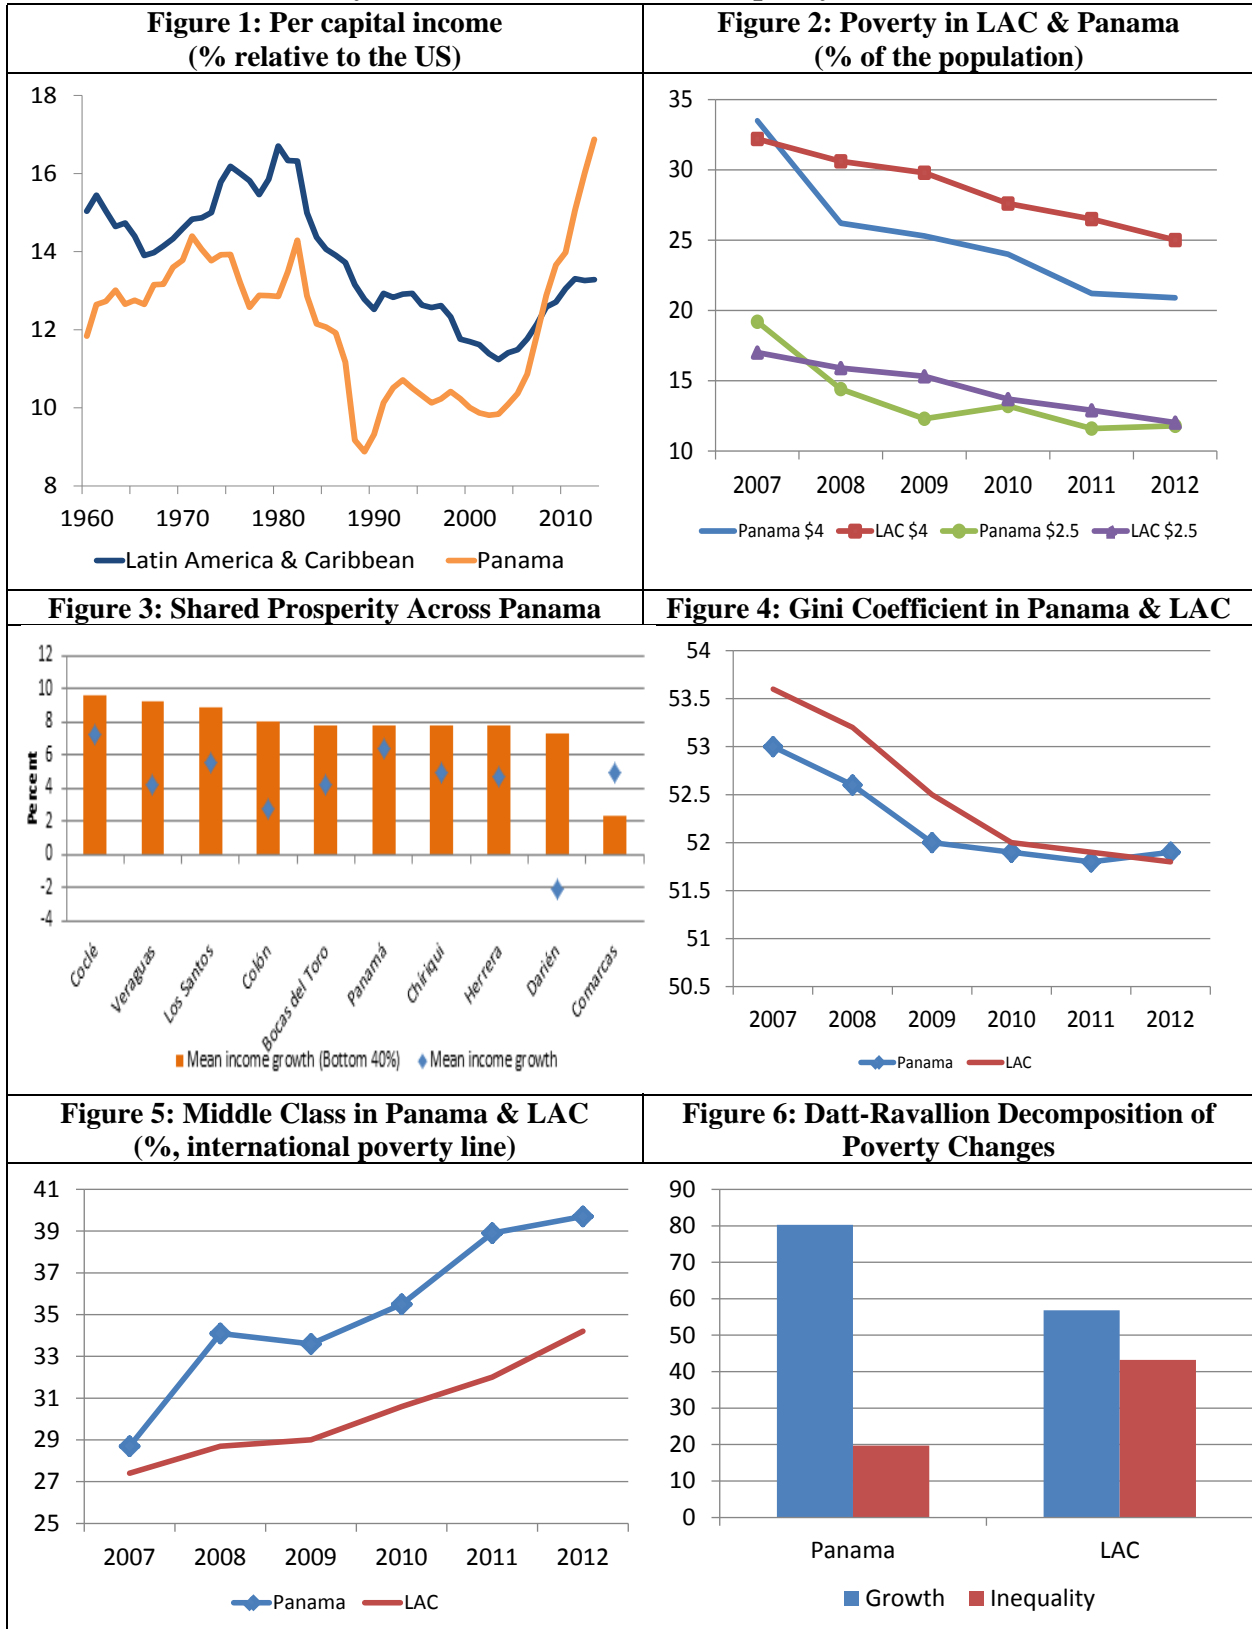 Figure 1: Per capital income
(% relative to the US)
18
16
14
12
10
8
1960 1970 1980 1990 2000 2010
Latin America & Caribbean Panama
Figure 2: Poverty in LAC & Panama
(% of the population)
35
30
25
20
15
10
2007 2008 2009 2010 2011 2012
Panama $4 LAC $4 Panama $2.5 LAC $2.5
Figure 3: Shared Prosperity Across Panama
Percent
12
10
8
6
4
2
0
-2
-4
Coclé Veraguas Los Santos Colón Bocas del Toro Panamá Chíriqui Herrera Darién Comarcas
Mean income growth (Bottom 40%) Mean income growth
Figure 4: Gini Coefficient in Panama & LAC
54
53.5
53
52.5
52
51.5
51
50.5
2007 2008 2009 2010 2011 2012
Panama LAC
Figure 5: Middle Class in Panama & LAC
(%, international poverty line)
41
39
37
35
33
31
29
27
25
2007 2008 2009 2010 2011 2012
Panama LAC
Figure 6: Datt-Ravallion Decomposition of
Poverty Changes
90
80
70
60
50
40
30
20
10
0
Panama LAC
Growth Inequality